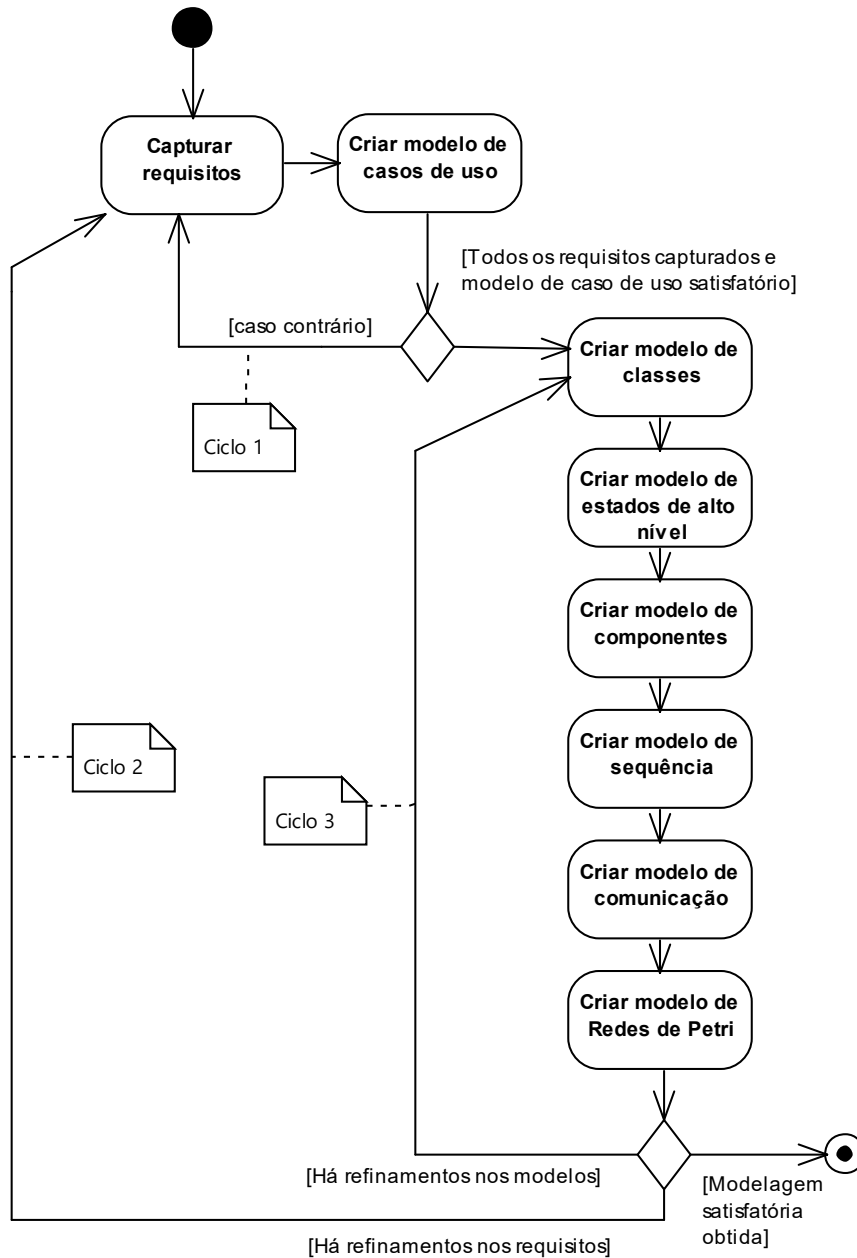 Capturar
requisitos
Criar modelo de
casos de uso
[Todos os requisitos capturados e
modelo de caso de uso satisfatório]
[caso contrário]
Ciclo 1
Criar modelo de
classes
Criar modelo de
estados de alto
nível
Criar modelo de
componentes
Criar modelo de
sequência
Ciclo 2
Ciclo 3
Criar modelo de
comunicação
Criar modelo de
Redes de Petri
[Há refinamentos nos modelos]
[Modelagem
satisfatória
obtida]
[Há refinamentos nos requisitos]